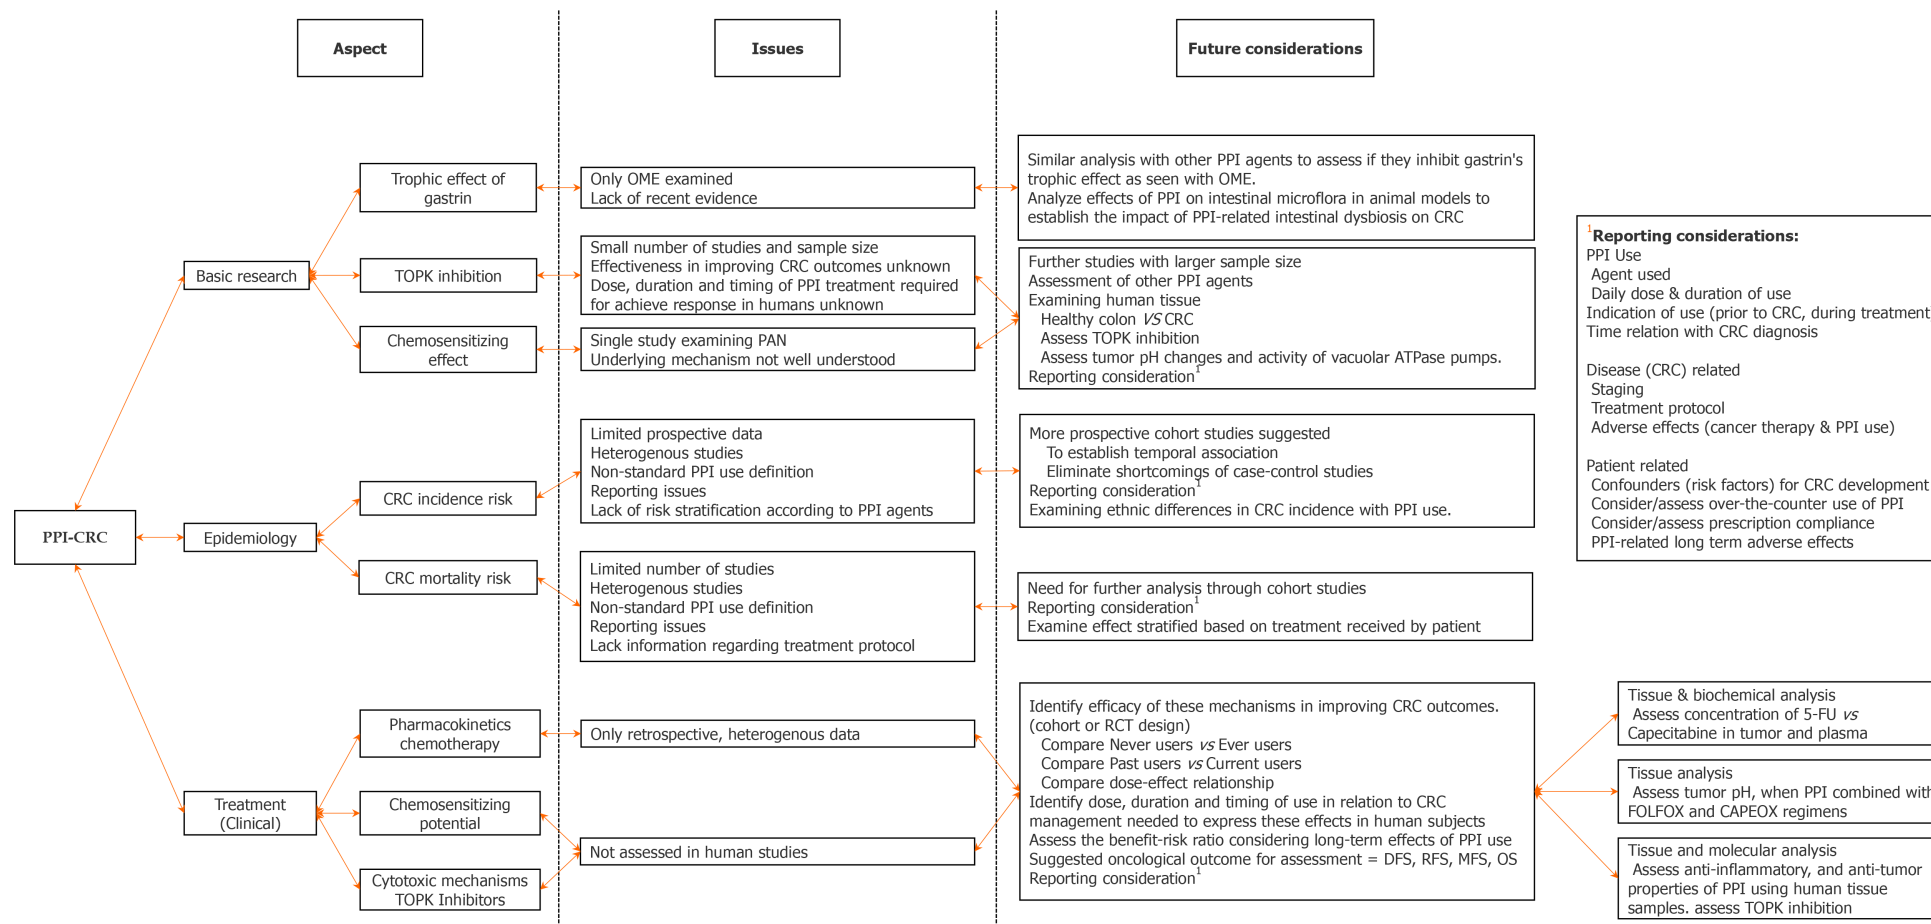 Aspect
Issues
Future considerations
PPI-CRC
Basic research
Trophic effect of
gastrin
Only OME examined
Lack of recent evidence
Similar analysis with other PPI agents to assess if they inhibit gastrin's
trophic effect as seen with OME.
Analyze effects of PPI on intestinal microflora in animal models to
establish the impact of PPI-related intestinal dysbiosis on CRC
TOPK inhibition
Small number of studies and sample size
Effectiveness in improving CRC outcomes unknown
Dose, duration and timing of PPI treatment required
for achieve response in humans unknown
Chemosensitizing
effect
Single study examining PAN
Underlying mechanism not well understood
Further studies with larger sample size
Assessment of other PPI agents
Examining human tissue
Healthy colon VS CRC
Assess TOPK inhibition
Assess tumor pH changes and activity of vacuolar ATPase pumps.
Reporting consideration1
Epidemiology
CRC incidence risk
Limited prospective data
Heterogenous studies
Non-standard PPI use definition
Reporting issues
Lack of risk stratification according to PPI agents
More prospective cohort studies suggested
To establish temporal association
Eliminate shortcomings of case-control studies
Reporting consideration1
Examining ethnic differences in CRC incidence with PPI use.
CRC mortality risk
Limited number of studies
Heterogenous studies
Non-standard PPI use definition
Reporting issues
Lack information regarding treatment protocol
Need for further analysis through cohort studies
Reporting consideration1
Examine effect stratified based on treatment received by patient
Treatment
(Clinical)
Pharmacokinetics
chemotherapy
Only retrospective, heterogenous data
Chemosensitizing
potential
Cytotoxic mechanisms
TOPK Inhibitors
Not assessed in human studies
Identify efficacy of these mechanisms in improving CRC outcomes.
(cohort or RCT design)
Compare Never users vs Ever users
Compare Past users vs Current users
Compare dose-effect relationship
Identify dose, duration and timing of use in relation to CRC
management needed to express these effects in human subjects
Assess the benefit-risk ratio considering long-term effects of PPI use
Suggested oncological outcome for assessment = DFS, RFS, MFS, OS
Reporting consideration1
1Reporting considerations:
PPI Use
Agent used
Daily dose & duration of use
Indication of use (prior to CRC, during treatment
Time relation with CRC diagnosis
Disease (CRC) related
Staging
Treatment protocol
Adverse effects (cancer therapy & PPI use)
Patient related
Confounders (risk factors) for CRC development
Consider/assess over-the-counter use of PPI
Consider/assess prescription compliance
PPI-related long term adverse effects
Tissue & biochemical analysis
Assess concentration of 5-FU vs
Capecitabine in tumor and plasma
Tissue analysis
Assess tumor pH, when PPI combined with
FOLFOX and CAPEOX regimens
Tissue and molecular analysis
Assess anti-inflammatory, and anti-tumor
properties of PPI using human tissue
samples. assess TOPK inhibition